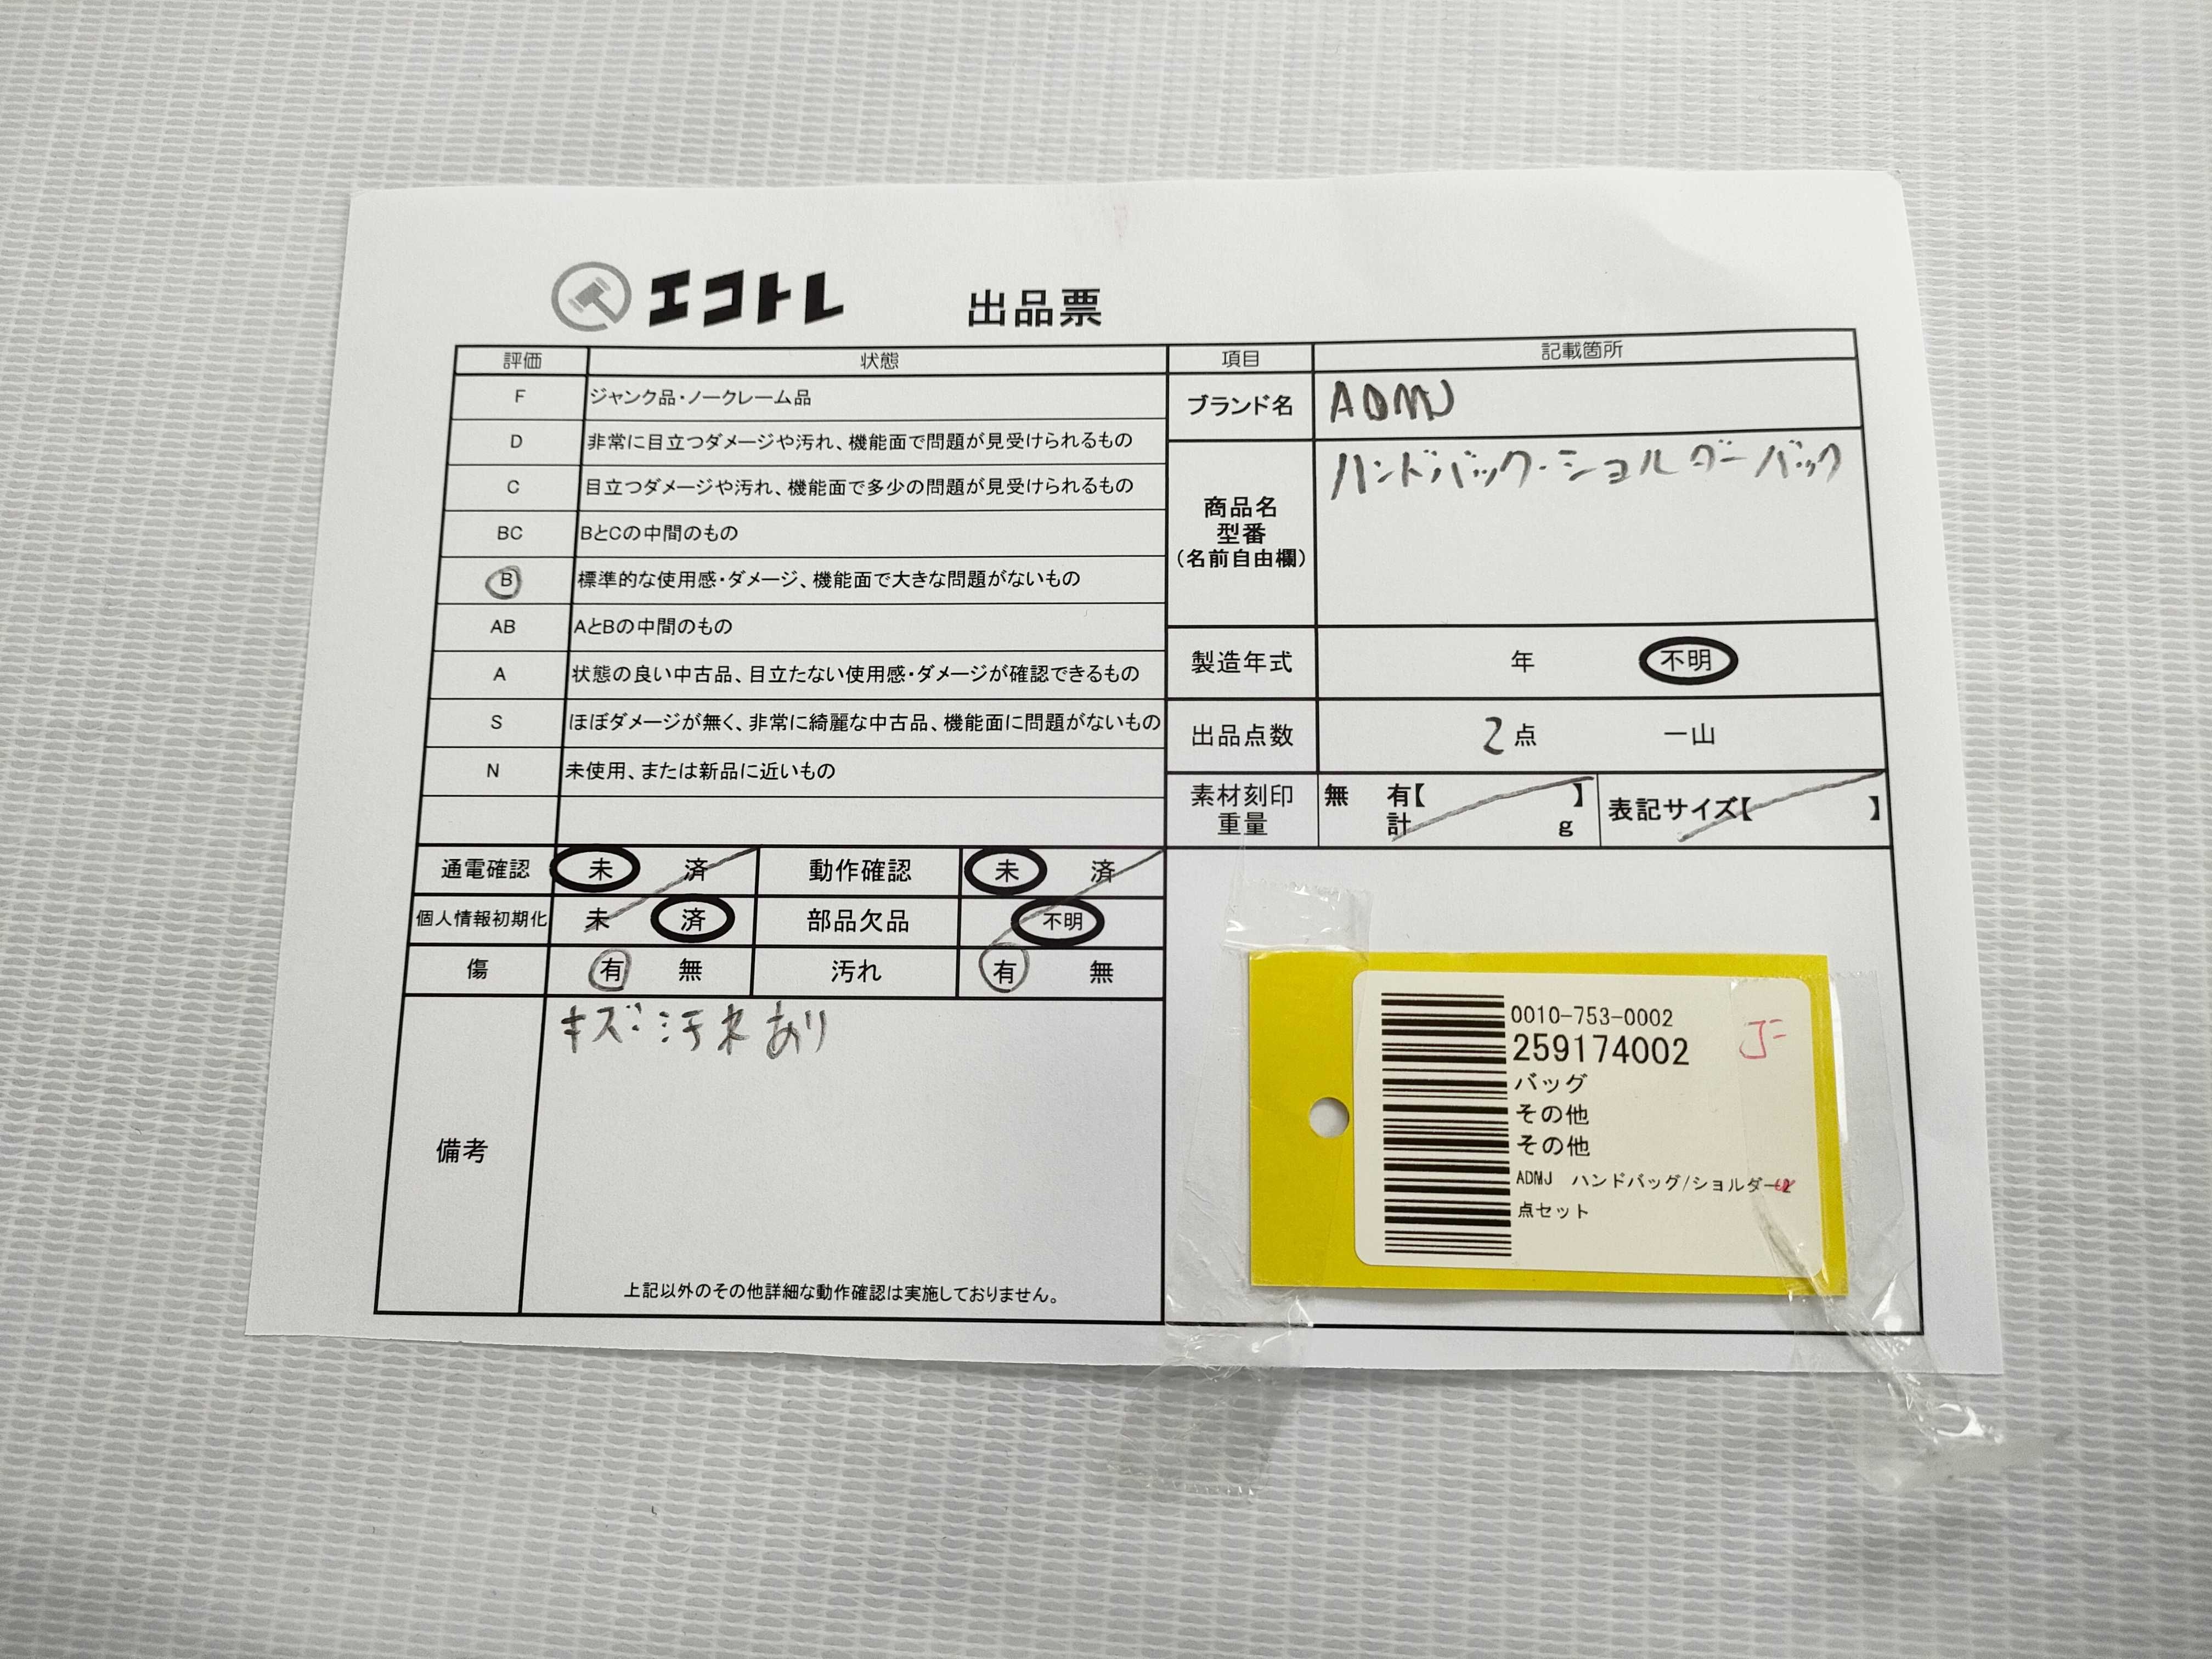 エコトレ 出品票
評価 状態 項目 記載箇所
F ジャンク品・ノークレーム品
D 非常に目立つダメージや汚れ、機能面で問題が見受けられるもの
C 目立つダメージや汚れ、機能面で多少の問題が見受けられるもの
BC BとCの中間のもの
B 標準的な使用感・ダメージ、機能面で大きな問題がないもの
AB AとBの中間のもの
A 状態の良い中古品、目立たない使用感・ダメージが確認できるもの
S ほぼダメージが無く、非常に綺麗な中古品、機能面に問題がないもの
N 未使用、または新品に近いもの
ブランド名 ADMJ
商品名
型番
(名前自由欄)
ハンドバック・ショルダーバック
製造年式 年 不明
出品点数 2点 一山
素材刻印
重量
無 有【 】
計 g
表記サイズ【 】
通電確認 未 済 動作確認 未 済
個人情報初期化 未 済 部品欠品 不明
傷 有 無 汚れ 有 無
備考
キズ・汚れあり
上記以外のその他詳細な動作確認は実施しておりません。
0010-753-0002
259174002
バッグ
その他
その他
ADMJ ハンドバッグ/ショルダー2
点セット